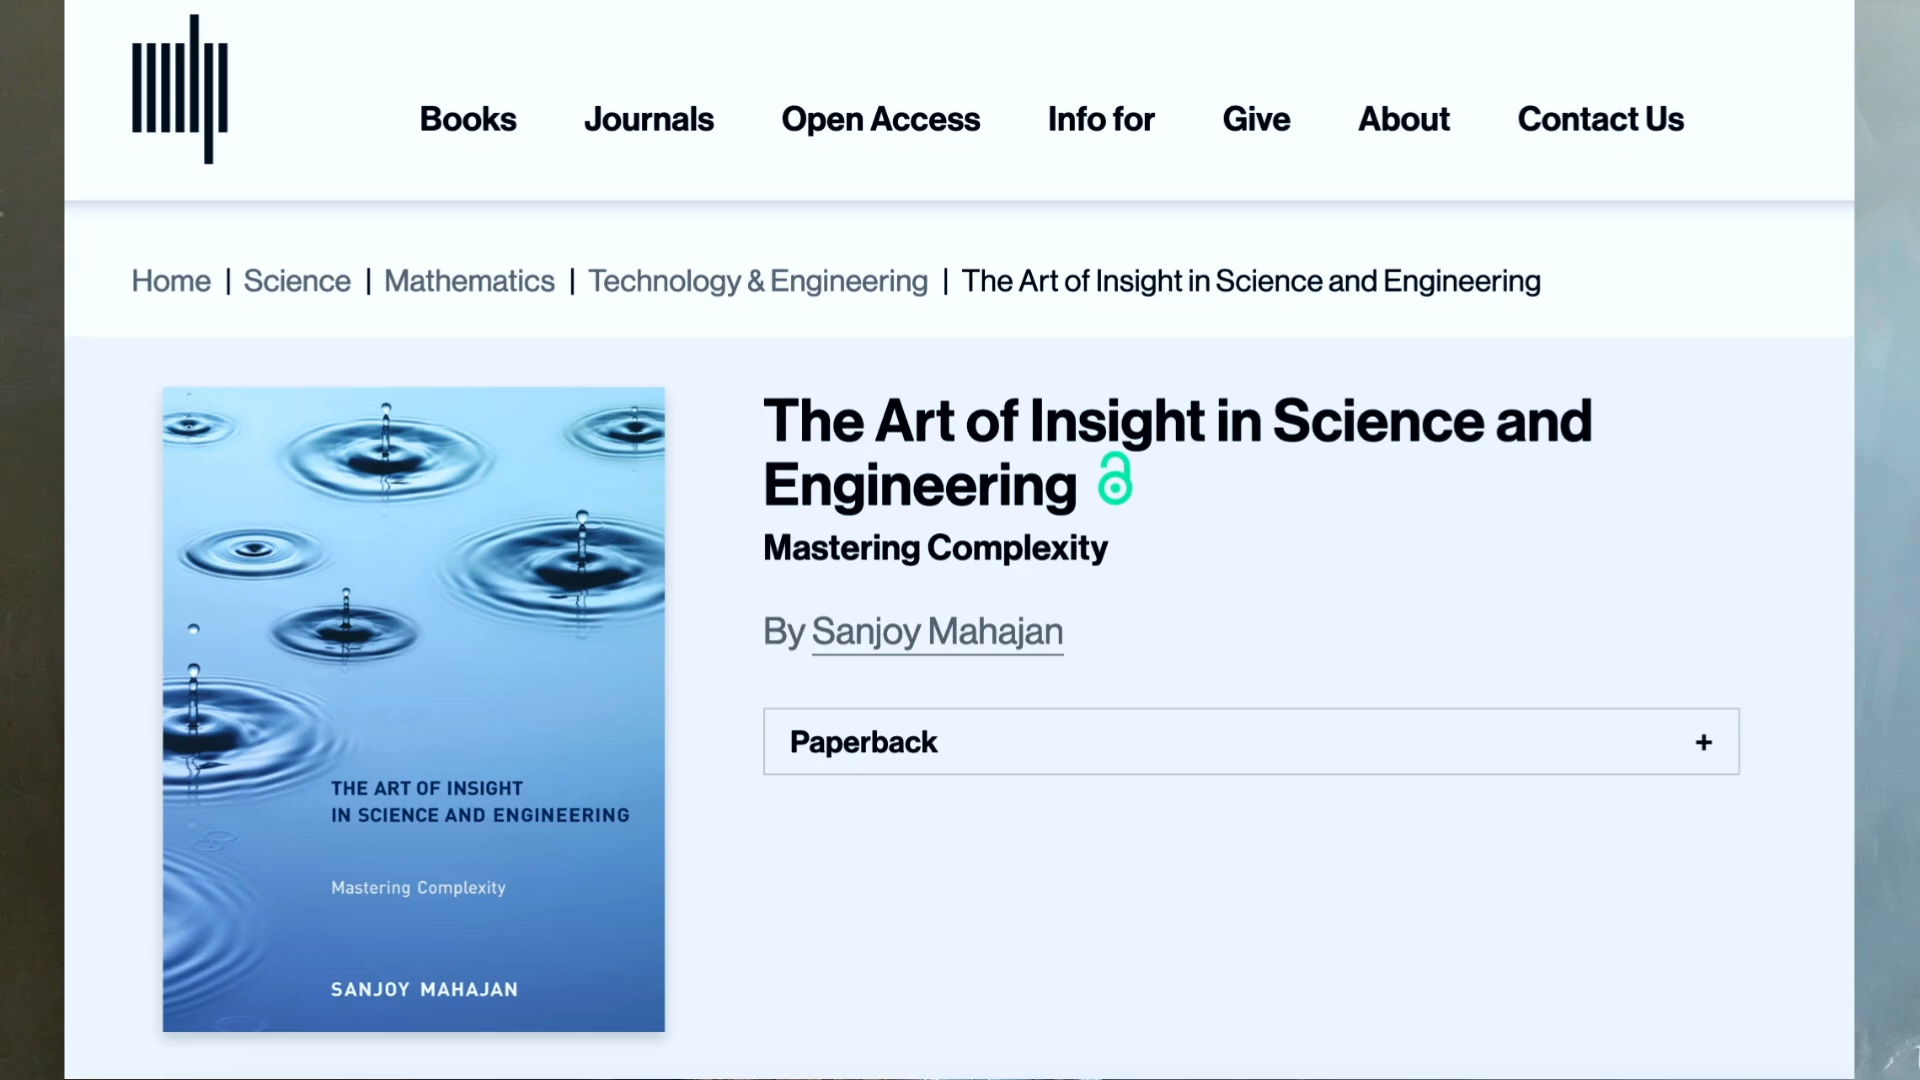 Books Journals Open Access Info for Give About Contact Us
Home | Science | Mathematics | Technology & Engineering | The Art of Insight in Science and Engineering
The Art of Insight in Science and
Engineering
Mastering Complexity
By Sanjoy Mahajan
Paperback +
THE ART OF INSIGHT
IN SCIENCE AND ENGINEERING
Mastering Complexity
SANJOY MAHAJAN